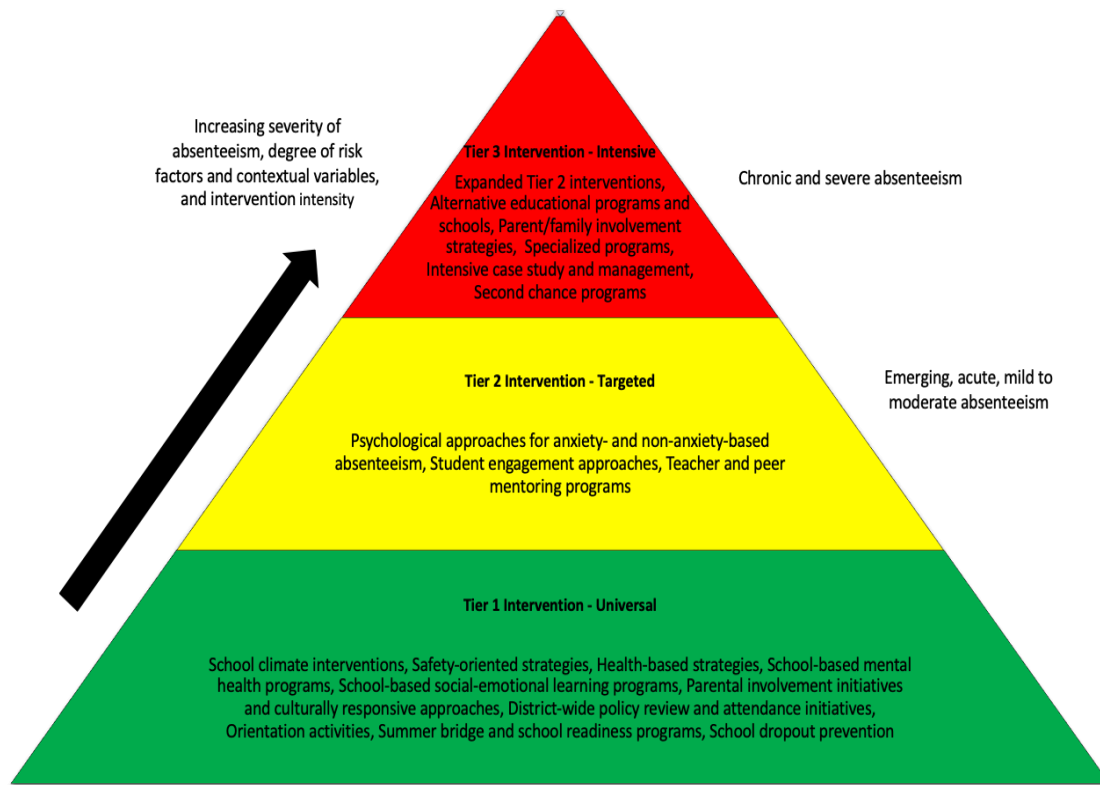 Increasing severity of
absenteeism, degree of risk
factors and contextual variables,
and intervention intensity
Tier 3 Intervention - Intensive
Expanded Tier 2 interventions,
Alternative educational programs and
schools, Parent/family involvement
strategies, Specialized programs,
Intensive case study and management,
Second chance programs
Chronic and severe absenteeism
Tier 2 Intervention - Targeted
Psychological approaches for anxiety- and non-anxiety-based
absenteeism, Student engagement approaches, Teacher and peer
mentoring programs
Emerging, acute, mild to
moderate absenteeism
Tier 1 Intervention - Universal
School climate interventions, Safety-oriented strategies, Health-based strategies, School-based mental
health programs, School-based social-emotional learning programs, Parental involvement initiatives
and culturally responsive approaches, District-wide policy review and attendance initiatives,
Orientation activities, Summer bridge and school readiness programs, School dropout prevention